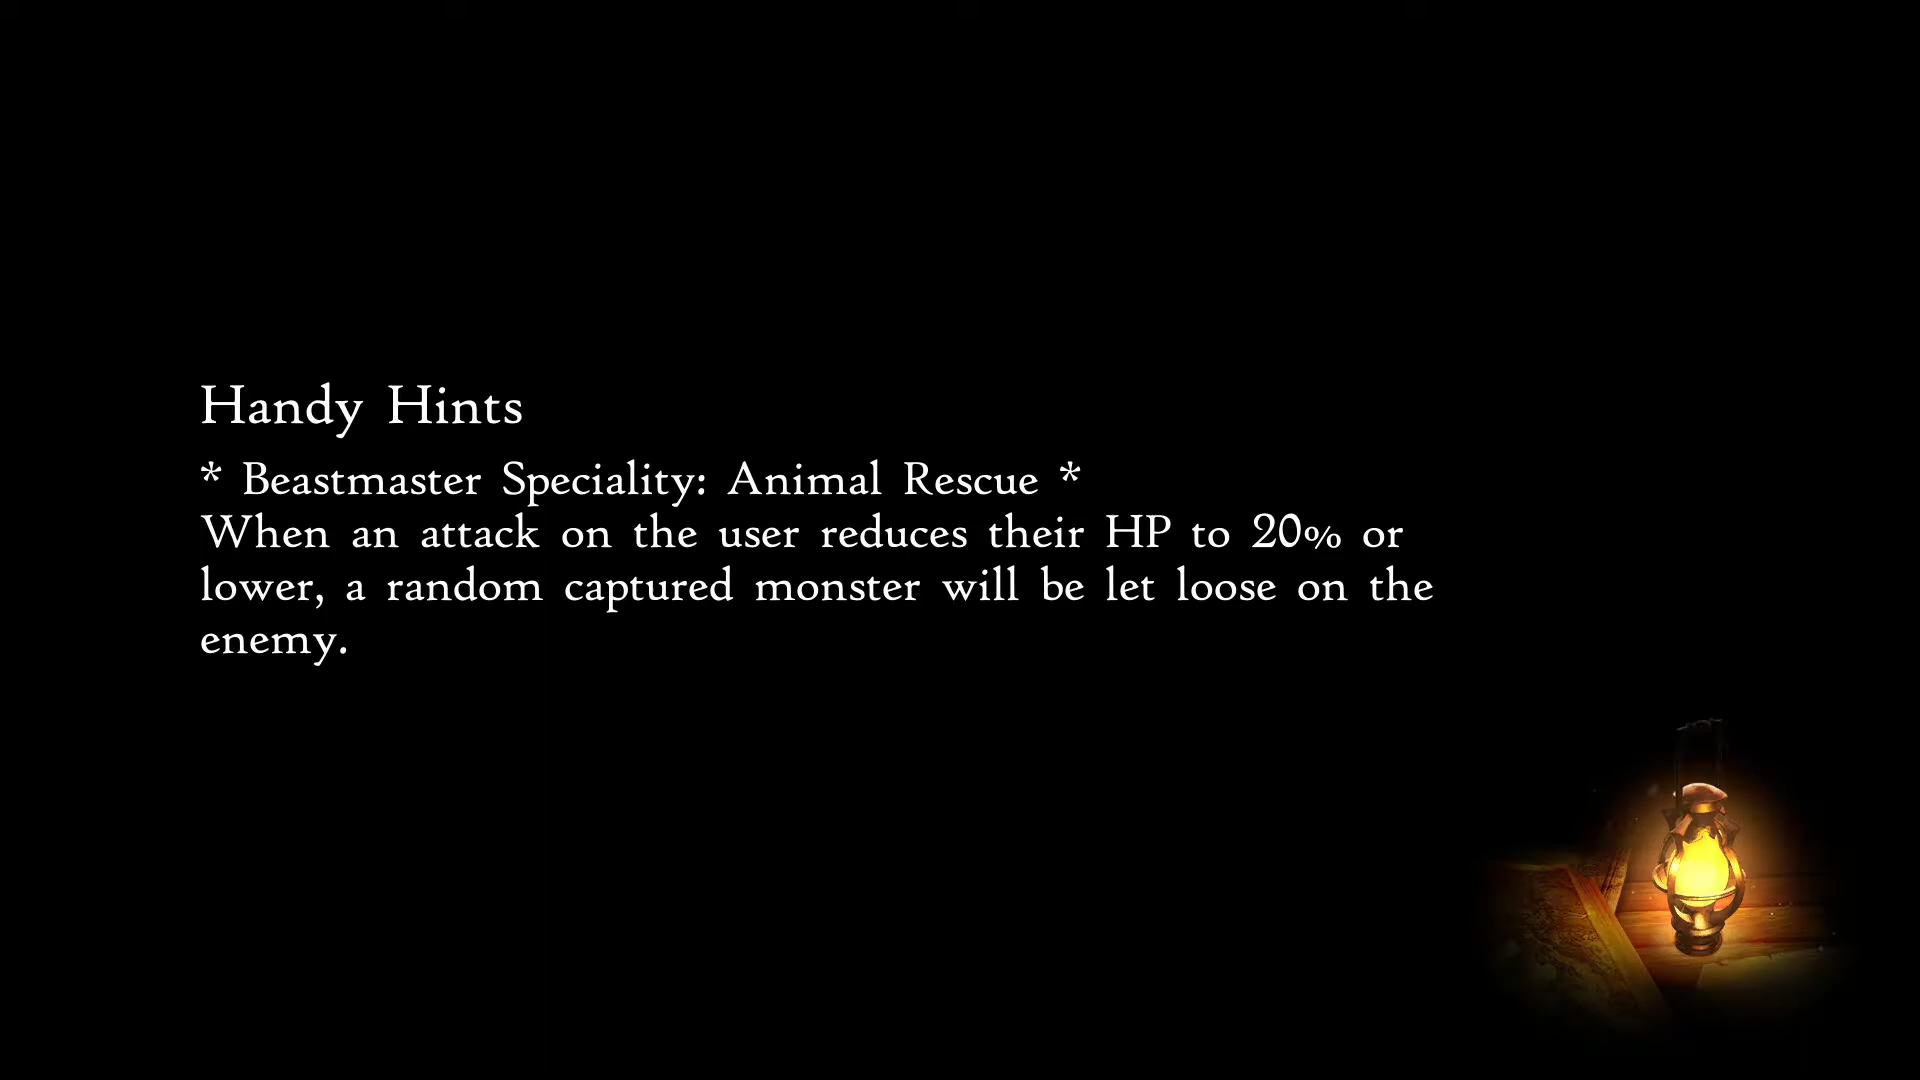 Handy Hints
* Beastmaster Speciality: Animal Rescue *
When an attack on the user reduces their HP to 20% or
lower, a random captured monster will be let loose on the
enemy.